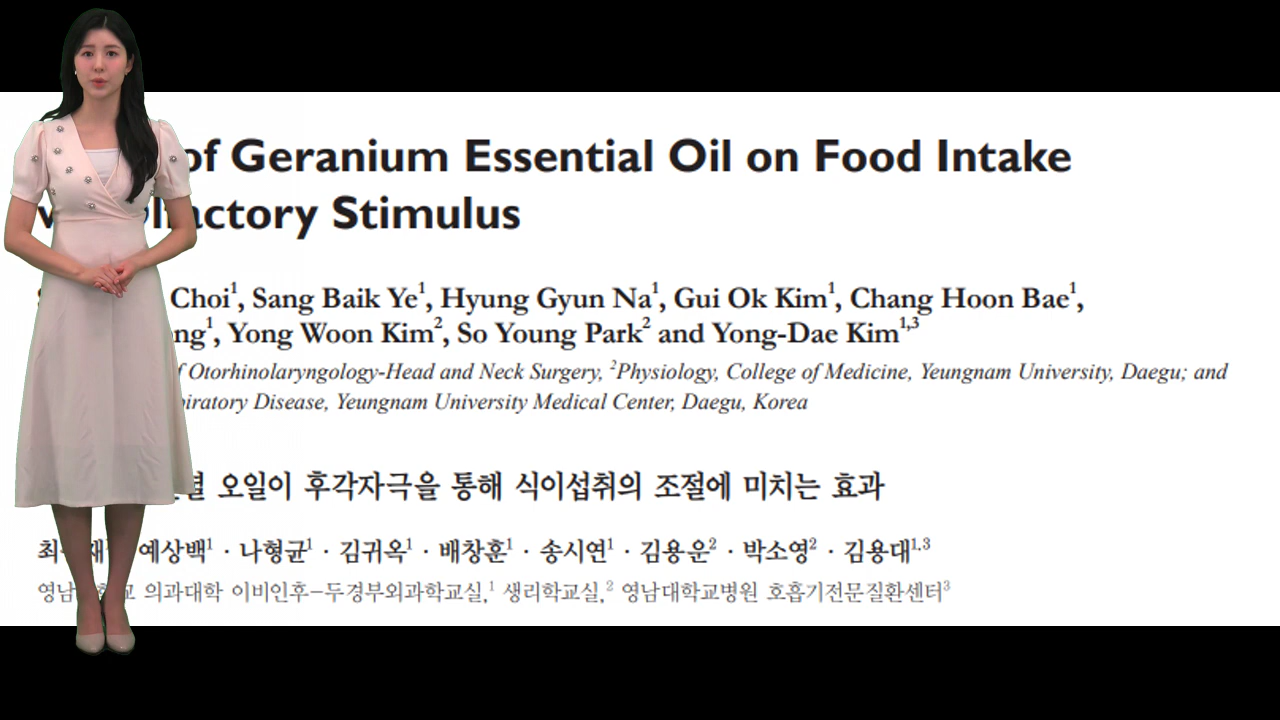 of Geranium Essential Oil on Food Intake
Olfactory Stimulus
Choi¹, Sang Baik Ye¹, Hyung Gyun Na¹, Gui Ok Kim¹, Chang Hoon Bae¹,
Yong Woon Kim², So Young Park² and Yong-Dae Kim¹,³
of Otorhinolaryngology-Head and Neck Surgery, ²Physiology, College of Medicine, Yeungnam University, Daegu; and
Disease, Yeungnam University Medical Center, Daegu, Korea
오일이 후각자극을 통해 식이섭취의 조절에 미치는 효과
예상백¹ · 나형균¹ · 김귀옥¹ · 배창훈¹ · 송시연¹ · 김용운² · 박소영² · 김용대¹,³
의과대학 이비인후-두경부외과학교실,¹ 생리학교실,² 영남대학교병원 호흡기전문질환센터³